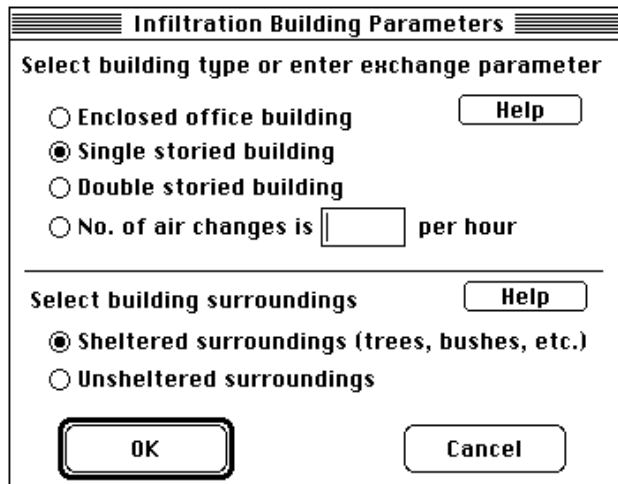 Infiltration Building Parameters
Select building type or enter exchange parameter
Enclosed office building
Help
Single storied building
Double storied building
No. of air changes is per hour
Select building surroundings
Help
Sheltered surroundings (trees, bushes, etc.)
Unsheltered surroundings
OK
Cancel